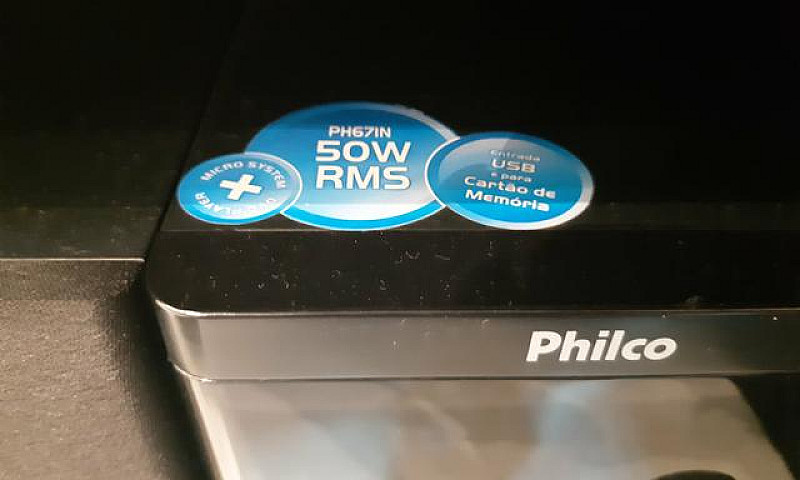 PH67IN
50W
RMS
MICRO SYSTEM
+
DVD PLAYER
Entrada
USB
e para
Cartão de
Memória
Philco